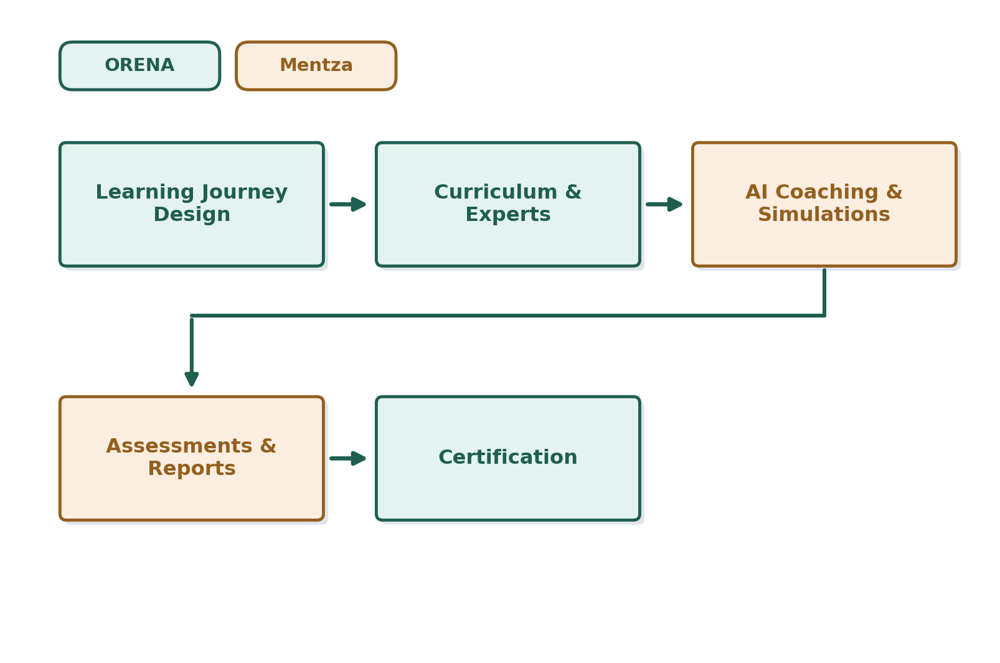 ORENA
Mentza
Learning Journey
Design
Curriculum &
Experts
AI Coaching &
Simulations
Assessments &
Reports
Certification